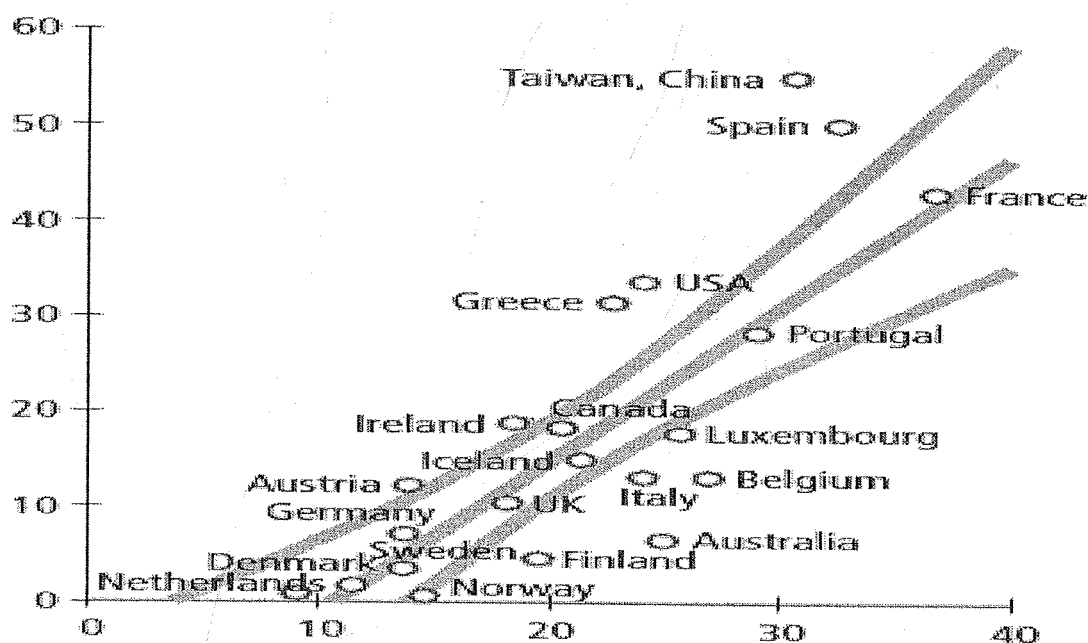 60
Taiwan, China
50
Spain
40
France
USA
30
Greece
Portugal
20
Canada
Ireland
Luxembourg
Iceland
Austria
Belgium
Italy
10
UK
Germany
Australia
Sweden
Denmark
Finland
Netherlands
Norway
0
0 10 20 30 40